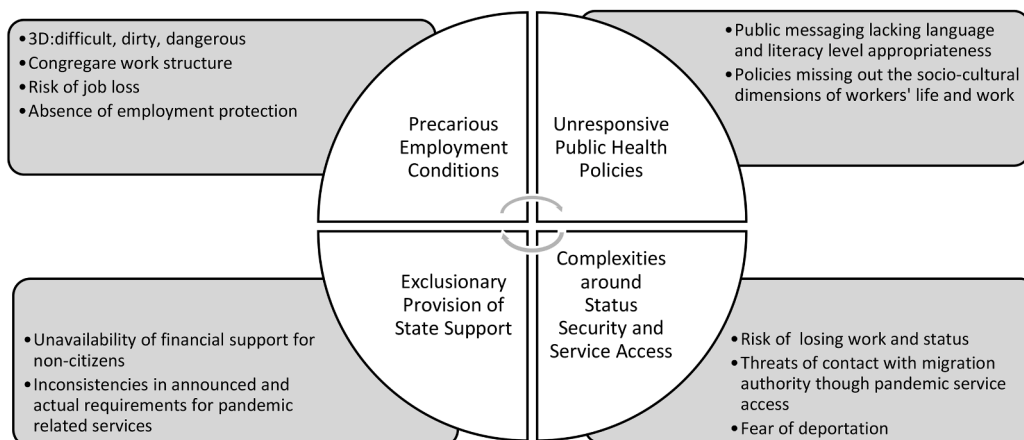 •3D:difficult, dirty, dangerous
•Congregare work structure
•Risk of job loss
•Absence of employment protection
Precarious
Employment
Conditions
Unresponsive
Public Health
Policies
•Public messaging lacking language
and literacy level appropriateness
•Policies missing out the socio-cultural
dimensions of workers' life and work
•Unavailability of financial support for
non-citizens
•Inconsistencies in announced and
actual requirements for pandemic
related services
Exclusionary
Provision of
State Support
Complexities
around
Status
Security and
Service Access
•Risk of losing work and status
•Threats of contact with migration
authority though pandemic service
access
•Fear of deportation